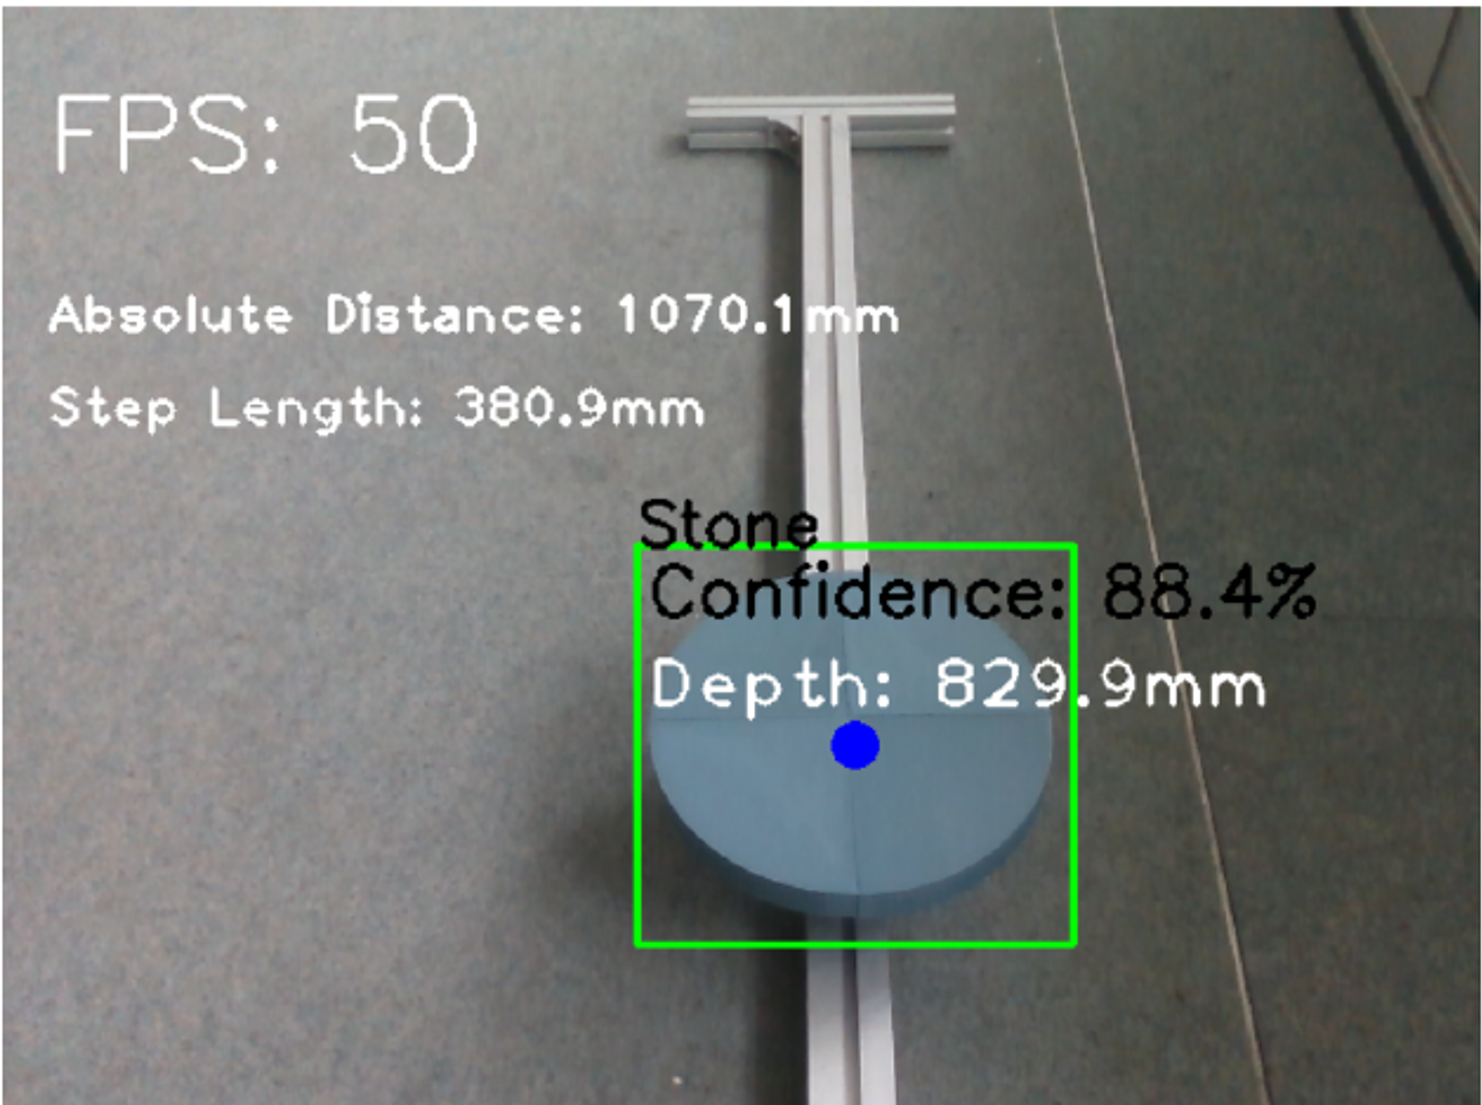 FPS: 50
Absolute Distance: 1070.1mm
Step Length: 380.9mm
Stone
Confidence: 88.4%
Depth: 829.9mm